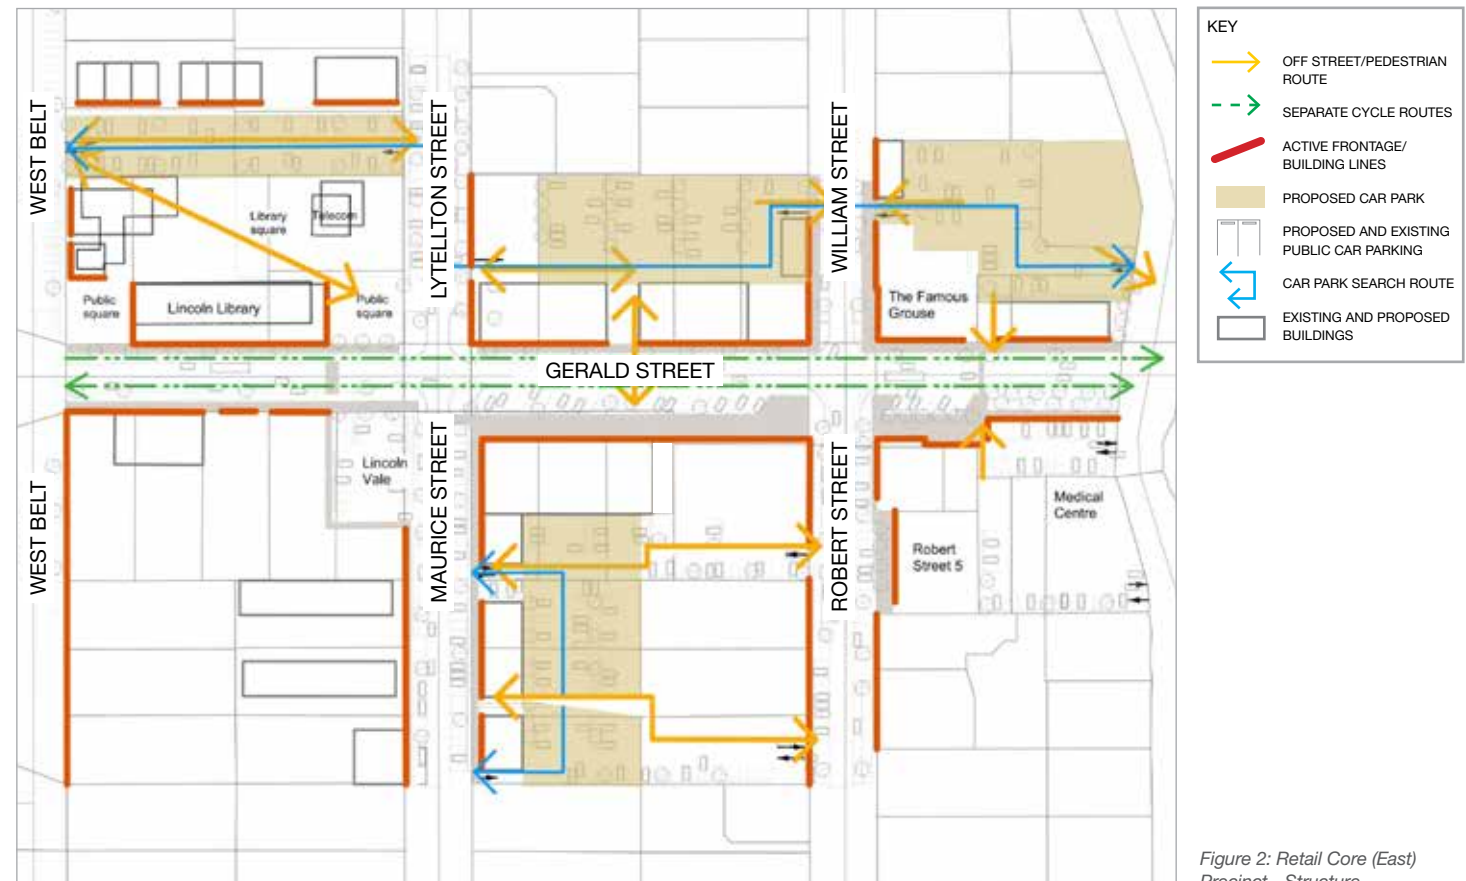 WEST BELT
LYTELLTON STREET
WILLIAM STREET
Library
square
Telecom
Public
square
Lincoln Library
Public
square
The Famous
Grouse
GERALD STREET
WEST BELT
Lincoln
Vale
MAURICE STREET
ROBERT STREET
Robert
Street 5
Medical
Centre
KEY
OFF STREET/PEDESTRIAN
ROUTE
SEPARATE CYCLE ROUTES
ACTIVE FRONTAGE/
BUILDING LINES
PROPOSED CAR PARK
PROPOSED AND EXISTING
PUBLIC CAR PARKING
CAR PARK SEARCH ROUTE
EXISTING AND PROPOSED
BUILDINGS
Figure 2: Retail Core (East)
Precinct - Structure